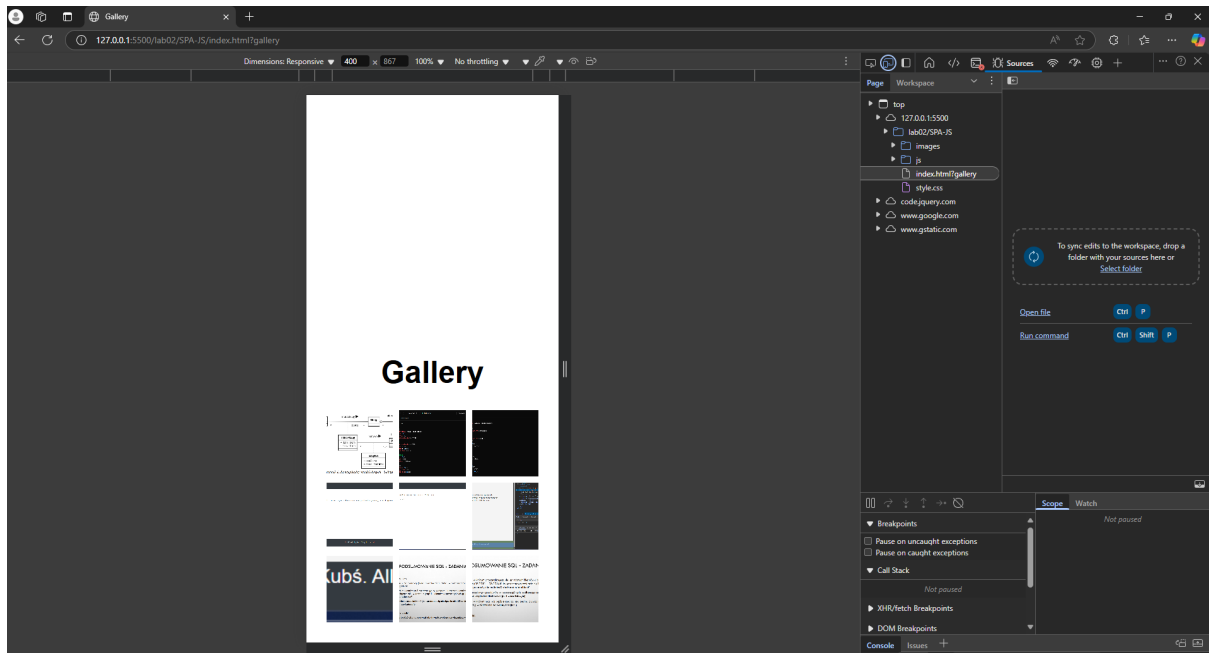 Gallery
127.0.0.1:5500/lab02/SPA-JS/index.html?gallery
Dimensions: Responsive ▼ 400 x 867 100% ▼ No throttling ▼
Sources
Page Workspace
top
127.0.0.1:5500
lab02/SPA-JS
images
js
index.html?gallery
style.css
code.jquery.com
www.google.com
www.gstatic.com
To sync edits to the workspace, drop a
folder with your sources here or
Select folder
Open file Ctrl P
Run command Ctrl Shift P
Gallery
Kubś. All
PODSUMOWANIE SQL - ZADAN
Scope Watch
Not paused
Breakpoints
Pause on uncaught exceptions
Pause on caught exceptions
Call Stack
Not paused
XHR/fetch Breakpoints
DOM Breakpoints
Console Issues